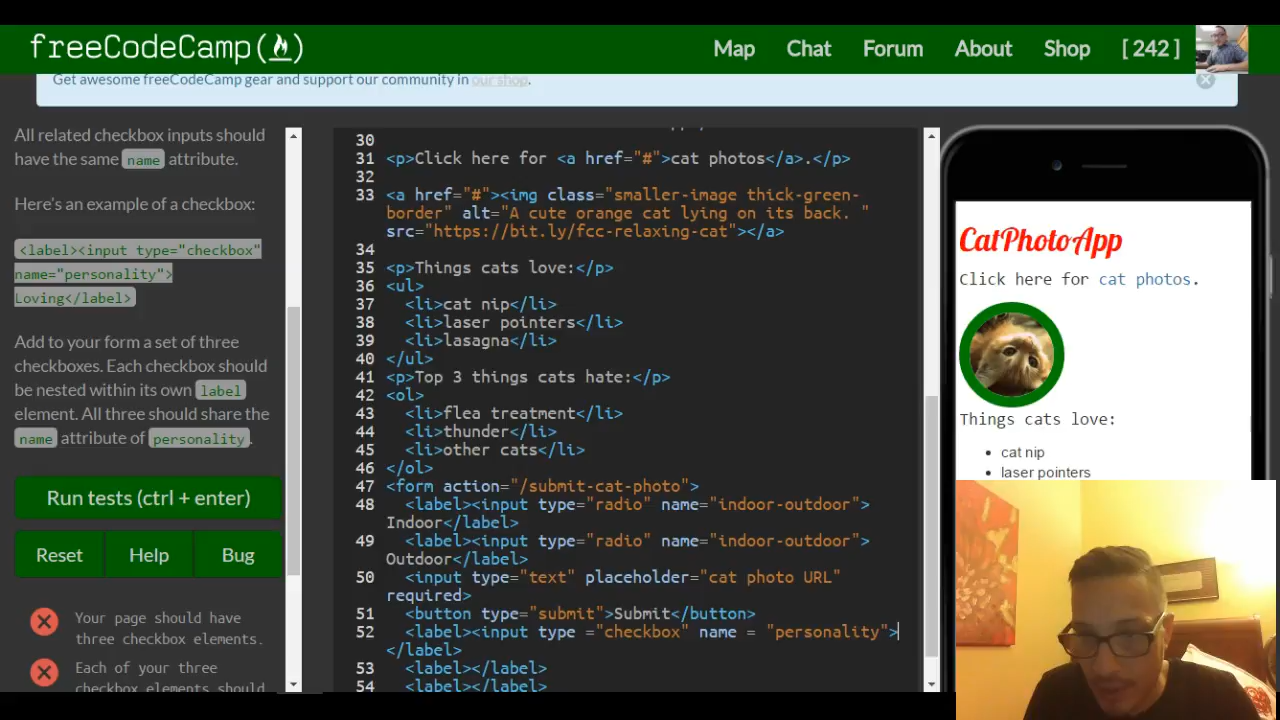 freeCodeCamp(🔥)
Map Chat Forum About Shop [ 242 ]
Get awesome freeCodeCamp gear and support our community in our shop.
All related checkbox inputs should
have the same name attribute.
Here's an example of a checkbox:
<label><input type="checkbox"
name="personality">
Loving</label>
Add to your form a set of three
checkboxes. Each checkbox should
be nested within its own label
element. All three should share the
name attribute of personality.
Run tests (ctrl + enter)
Reset Help Bug
Your page should have
three checkbox elements.
Each of your three
checkbox elements should
30
31 <p>Click here for <a href="#">cat photos</a>.</p>
32
33 <a href="#"><img class="smaller-image thick-green-
border" alt="A cute orange cat lying on its back. "
src="https://bit.ly/fcc-relaxing-cat"></a>
34
35 <p>Things cats love:</p>
36 <ul>
37 <li>cat nip</li>
38 <li>laser pointers</li>
39 <li>lasagna</li>
40 </ul>
41 <p>Top 3 things cats hate:</p>
42 <ol>
43 <li>flea treatment</li>
44 <li>thunder</li>
45 <li>other cats</li>
46 </ol>
47 <form action="/submit-cat-photo">
48 <label><input type="radio" name="indoor-outdoor">
Indoor</label>
49 <label><input type="radio" name="indoor-outdoor">
Outdoor</label>
50 <input type="text" placeholder="cat photo URL"
required>
51 <button type="submit">Submit</button>
52 <label><input type ="checkbox" name = "personality">
</label>
53 <label></label>
54 <label></label>
CatPhotoApp
Click here for cat photos.
Things cats love:
• cat nip
• laser pointers